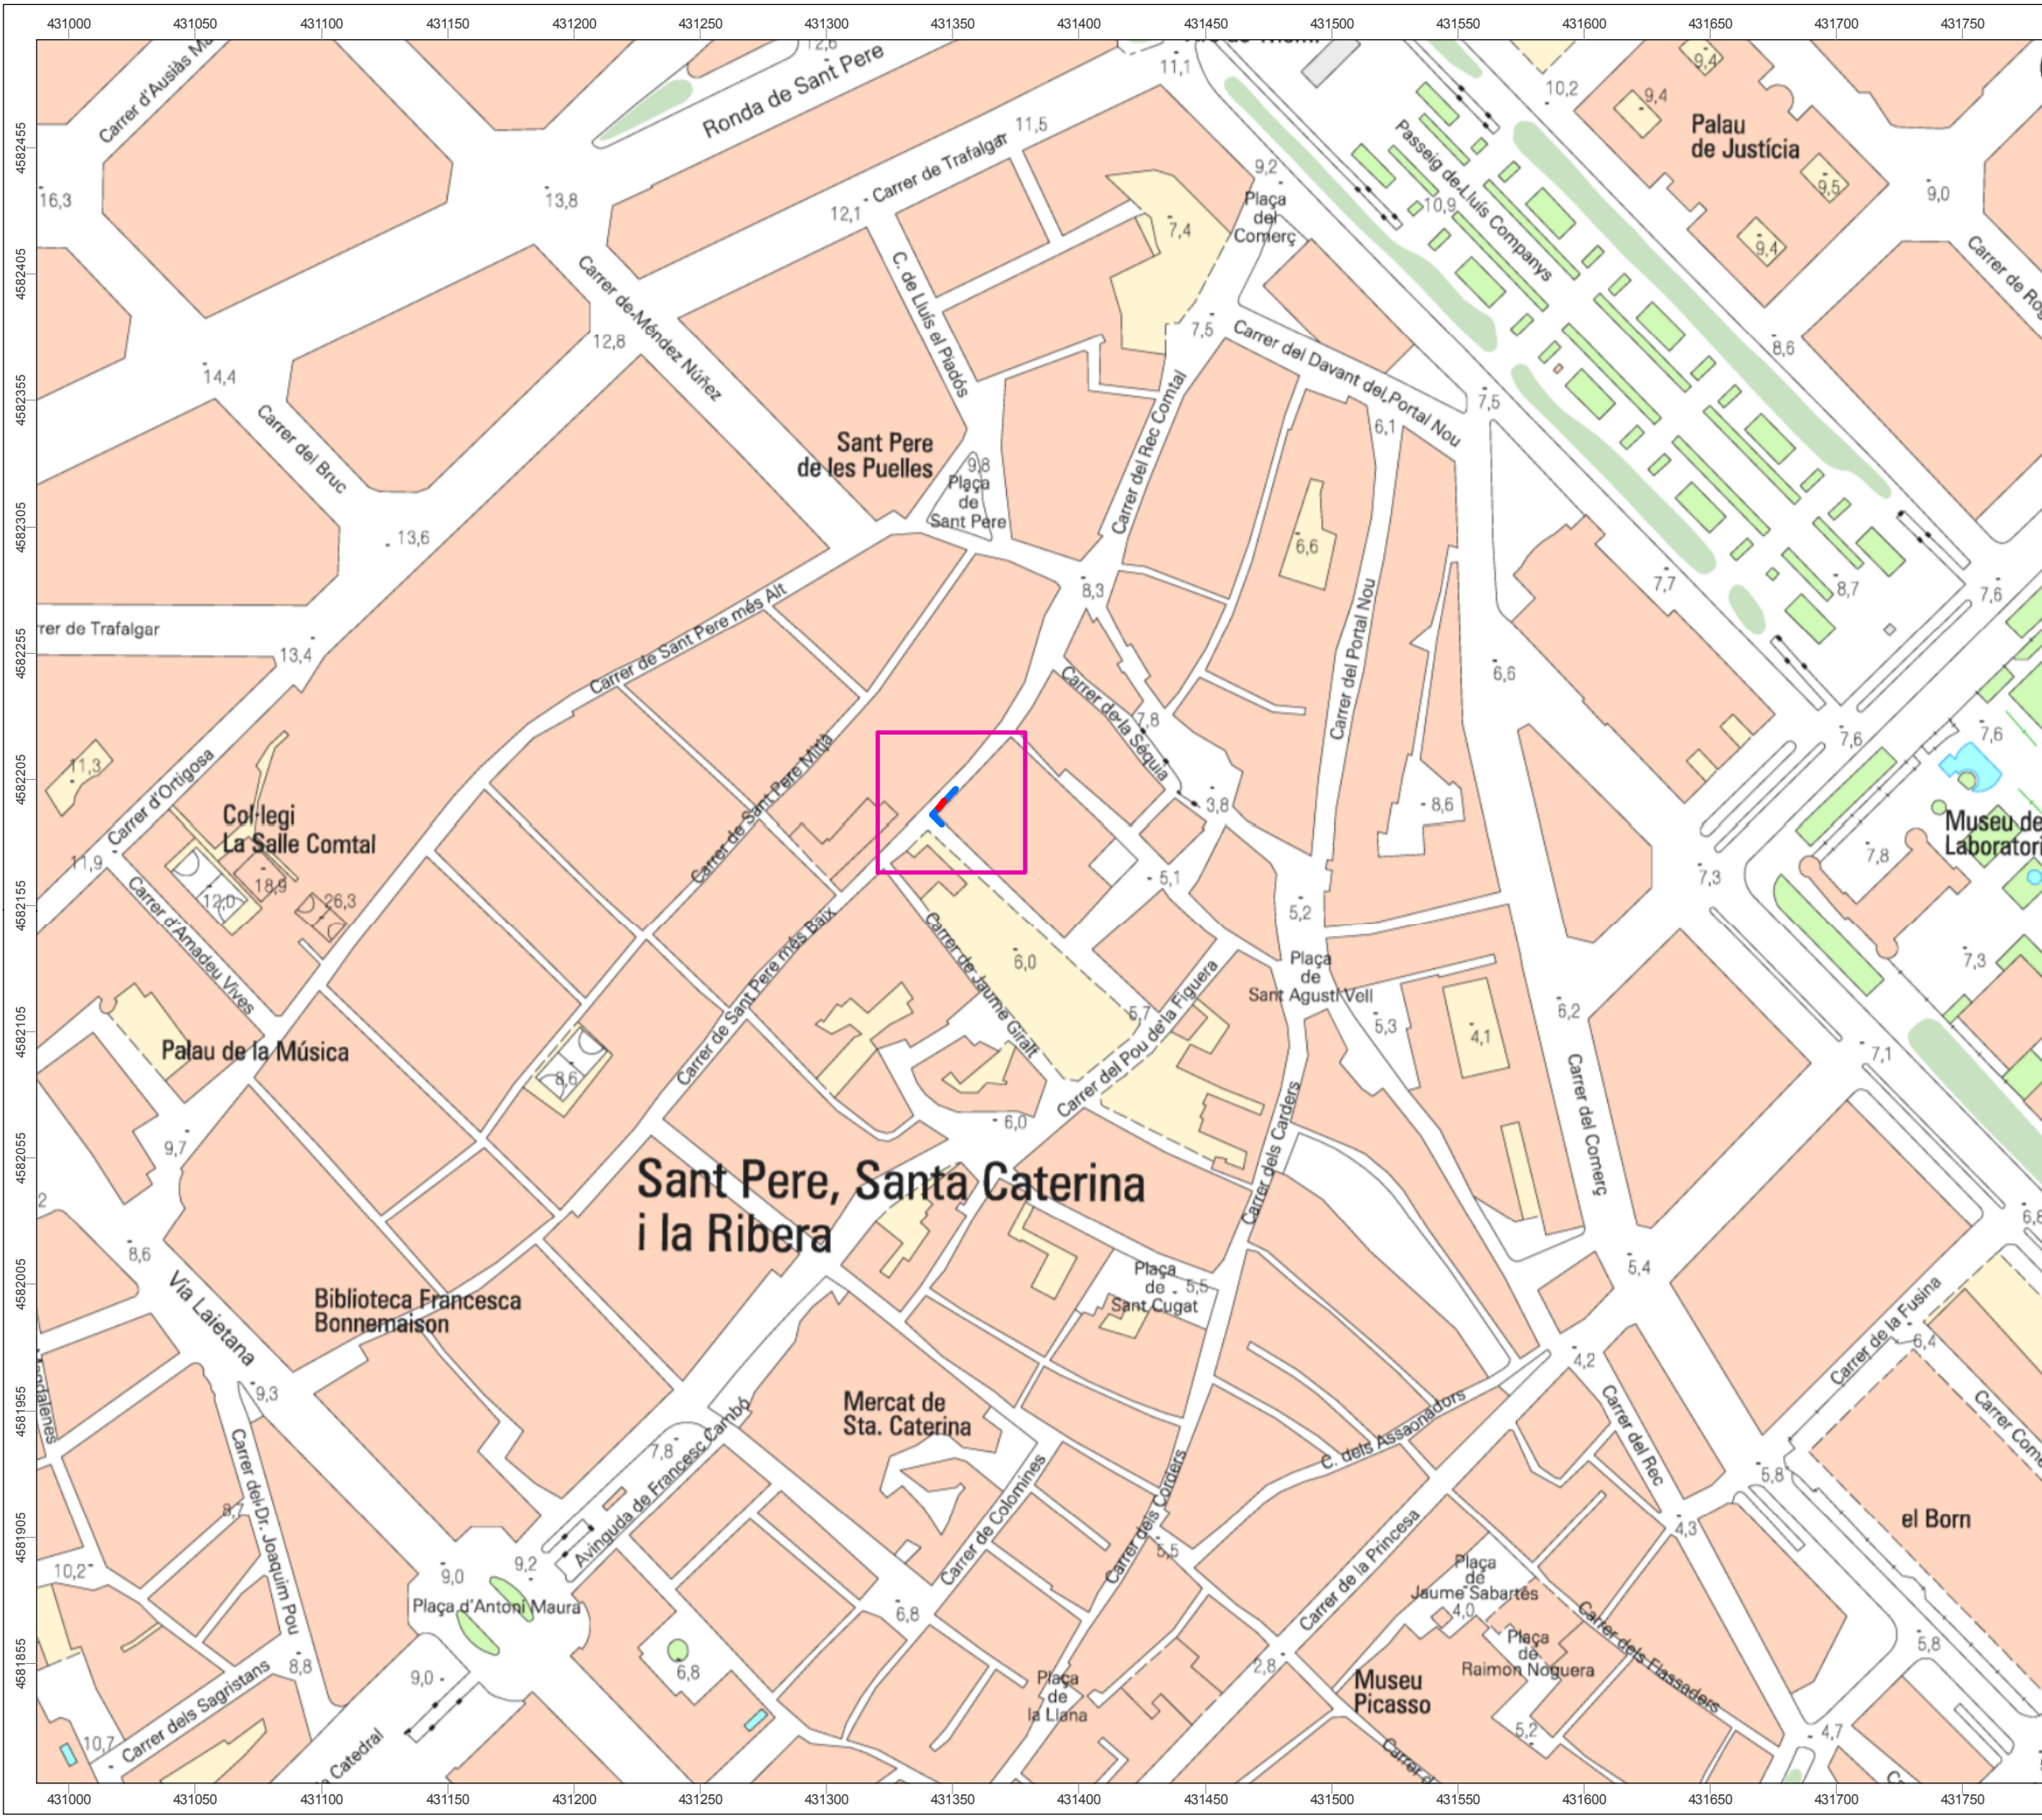 431000 431050 431100 431150 431200 431250 431300 431350 431400 431450 431500 431550 431600 431650 431700 431750
4582455
4582405
4582355
4582305
4582255
4582205
4582155
4582105
4582055
4582005
4581955
4581905
4581855
12,6
Ronda de Sant Pere
11,1
10,2
9,4
9,4
Palau
de Justícia
9,5
9,4
9,0
11,5
Carrer de Trafalgar
12,1
16,3
13,8
9,2
Plaça
del
Comerç
Passeig de Lluís Companys
10,9
7,4
C. de Lluís el Piadós
Carrer de Méndez Núñez
12,8
7,5
Carrer del Davant del Portal Nou
7,5
8,6
14,4
Carrer del Bruc
6,1
Carrer del Rec Comtal
Sant Pere
de les Puelles
9,8
Plaça
de
Sant Pere
13,6
6,6
8,3
7,7
8,7
7,6
Carrer de Sant Pere més Alt
Carrer del Portal Nou
rrer de Trafalgar
13,4
6,6
Carrer de la Sèquia
7,8
7,6
7,6
11,3
Carrer d'Ortigosa
Col·legi
La Salle Comtal
Carrer de Sant Pere Mitjà
3,8
8,6
Museu de
Laboratori
7,8
11,9
18,9
12,0
26,3
5,1
7,3
5,2
Carrer d'Amadeu Vives
Carrer de Sant Pere més Baix
Carrer de Jaume Giralt
6,0
Plaça
de
Sant Agustí Vell
7,3
5,7
5,3
4,1
6,2
Palau de la Música
8,6
Carrer del Pou de la Figuera
7,1
Carrer del Comerç
9,7
6,0
Carrer dels Carders
Sant Pere, Santa Caterina
i la Ribera
2
8,6
6,8
5,4
Via Laietana
Biblioteca Francesca
Bonnemaison
Plaça
de
Sant Cugat
5,5
Carrer de la Fusina
6,4
4,2
9,3
Mercat de
Sta. Caterina
C. dels Assaonadors
Carrer del Rec
7,8
Avinguda de Francesc Cambó
5,8
Carrer del Dr. Joaquim Pou
Carrer de Colomines
Carrer dels Corders
5,5
Carrer de la Princesa
4,3
el Born
10,2
9,0
9,2
Plaça d'Antoni Maura
6,8
Plaça
de
Jaume Sabartés
4,0
Carrer dels Flassaders
Plaça
de
Raimon Noguera
5,8
6,8
8,8
9,0
2,8
Plaça
de
la Llana
Museu
Picasso
5,2
4,7
10,7
Carrer dels Sagristans
Catedral
431000 431050 431100 431150 431200 431250 431300 431350 431400 431450 431500 431550 431600 431650 431700 431750